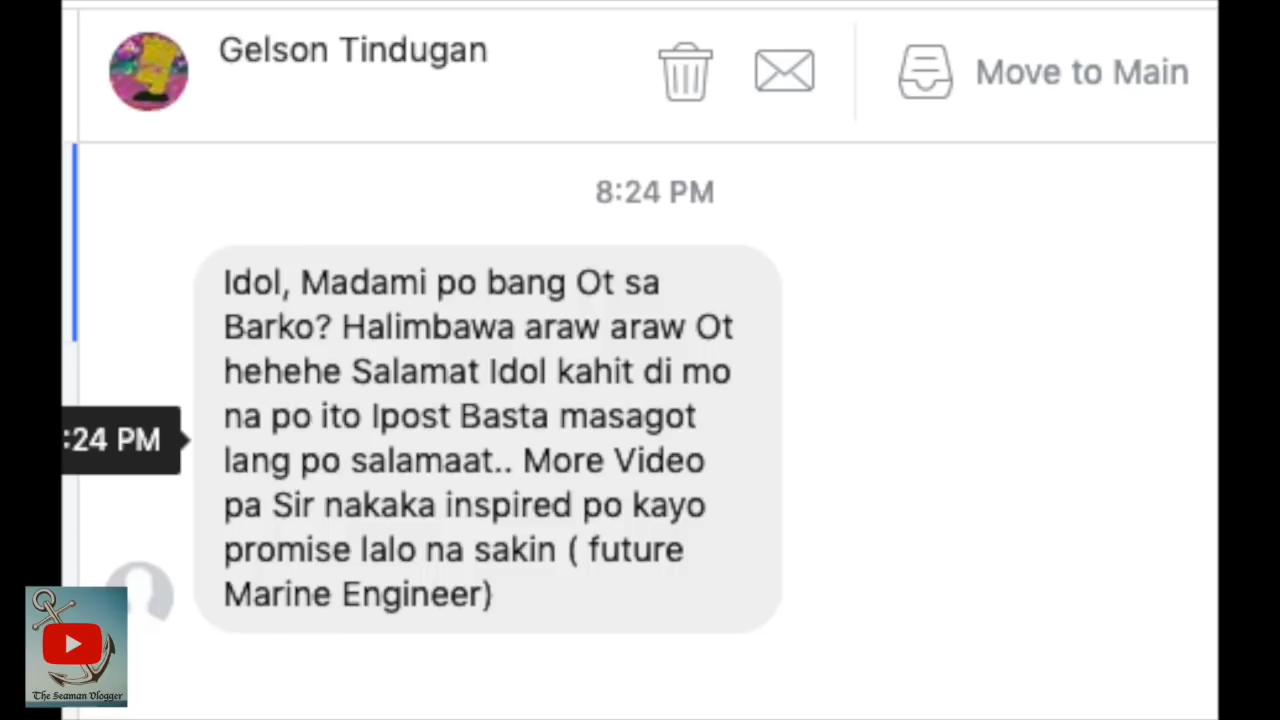 Gelson Tindugan
Move to Main
8:24 PM
Idol, Madami po bang Ot sa
Barko? Halimbawa araw araw Ot
hehehe Salamat Idol kahit di mo
na po ito Ipost Basta masagot
lang po salamaat.. More Video
pa Sir nakaka inspired po kayo
promise lalo na sakin ( future
Marine Engineer)
:24 PM
The Seaman Vlogger